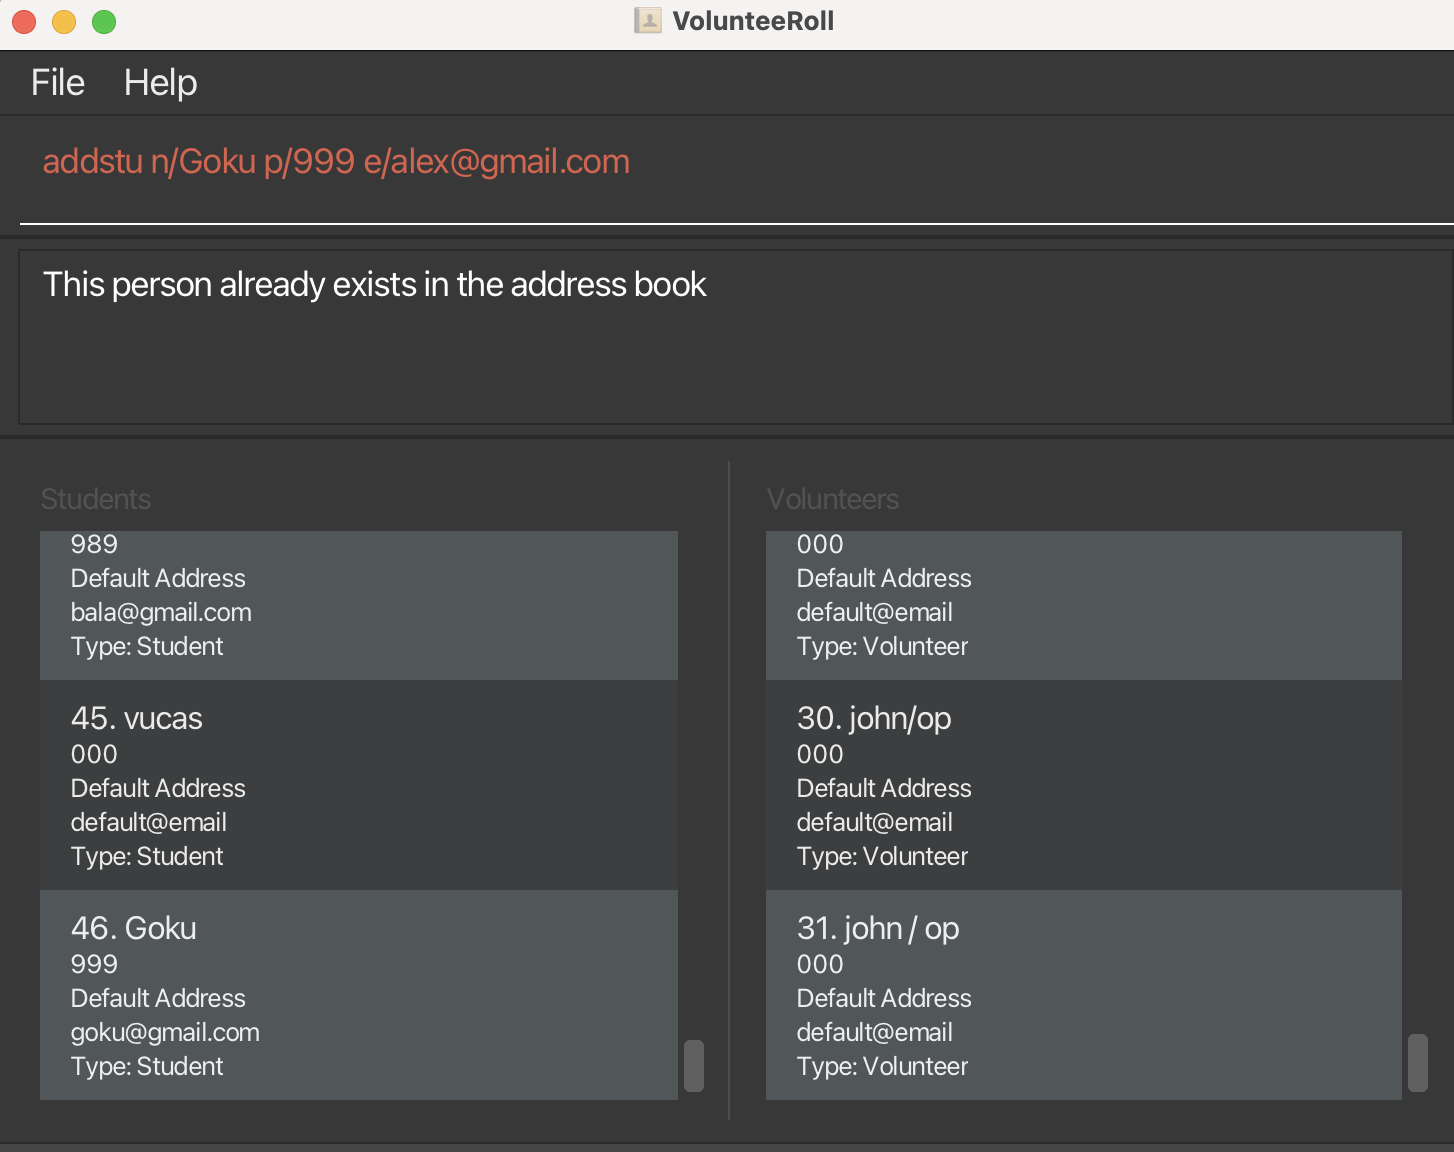 VolunteeRoll
File Help
addstu n/Goku p/999 e/alex@gmail.com
This person already exists in the address book
Students
989
Default Address
bala@gmail.com
Type: Student
45. vucas
000
Default Address
default@email
Type: Student
46. Goku
999
Default Address
goku@gmail.com
Type: Student
Volunteers
000
Default Address
default@email
Type: Volunteer
30. john/op
000
Default Address
default@email
Type: Volunteer
31. john / op
000
Default Address
default@email
Type: Volunteer